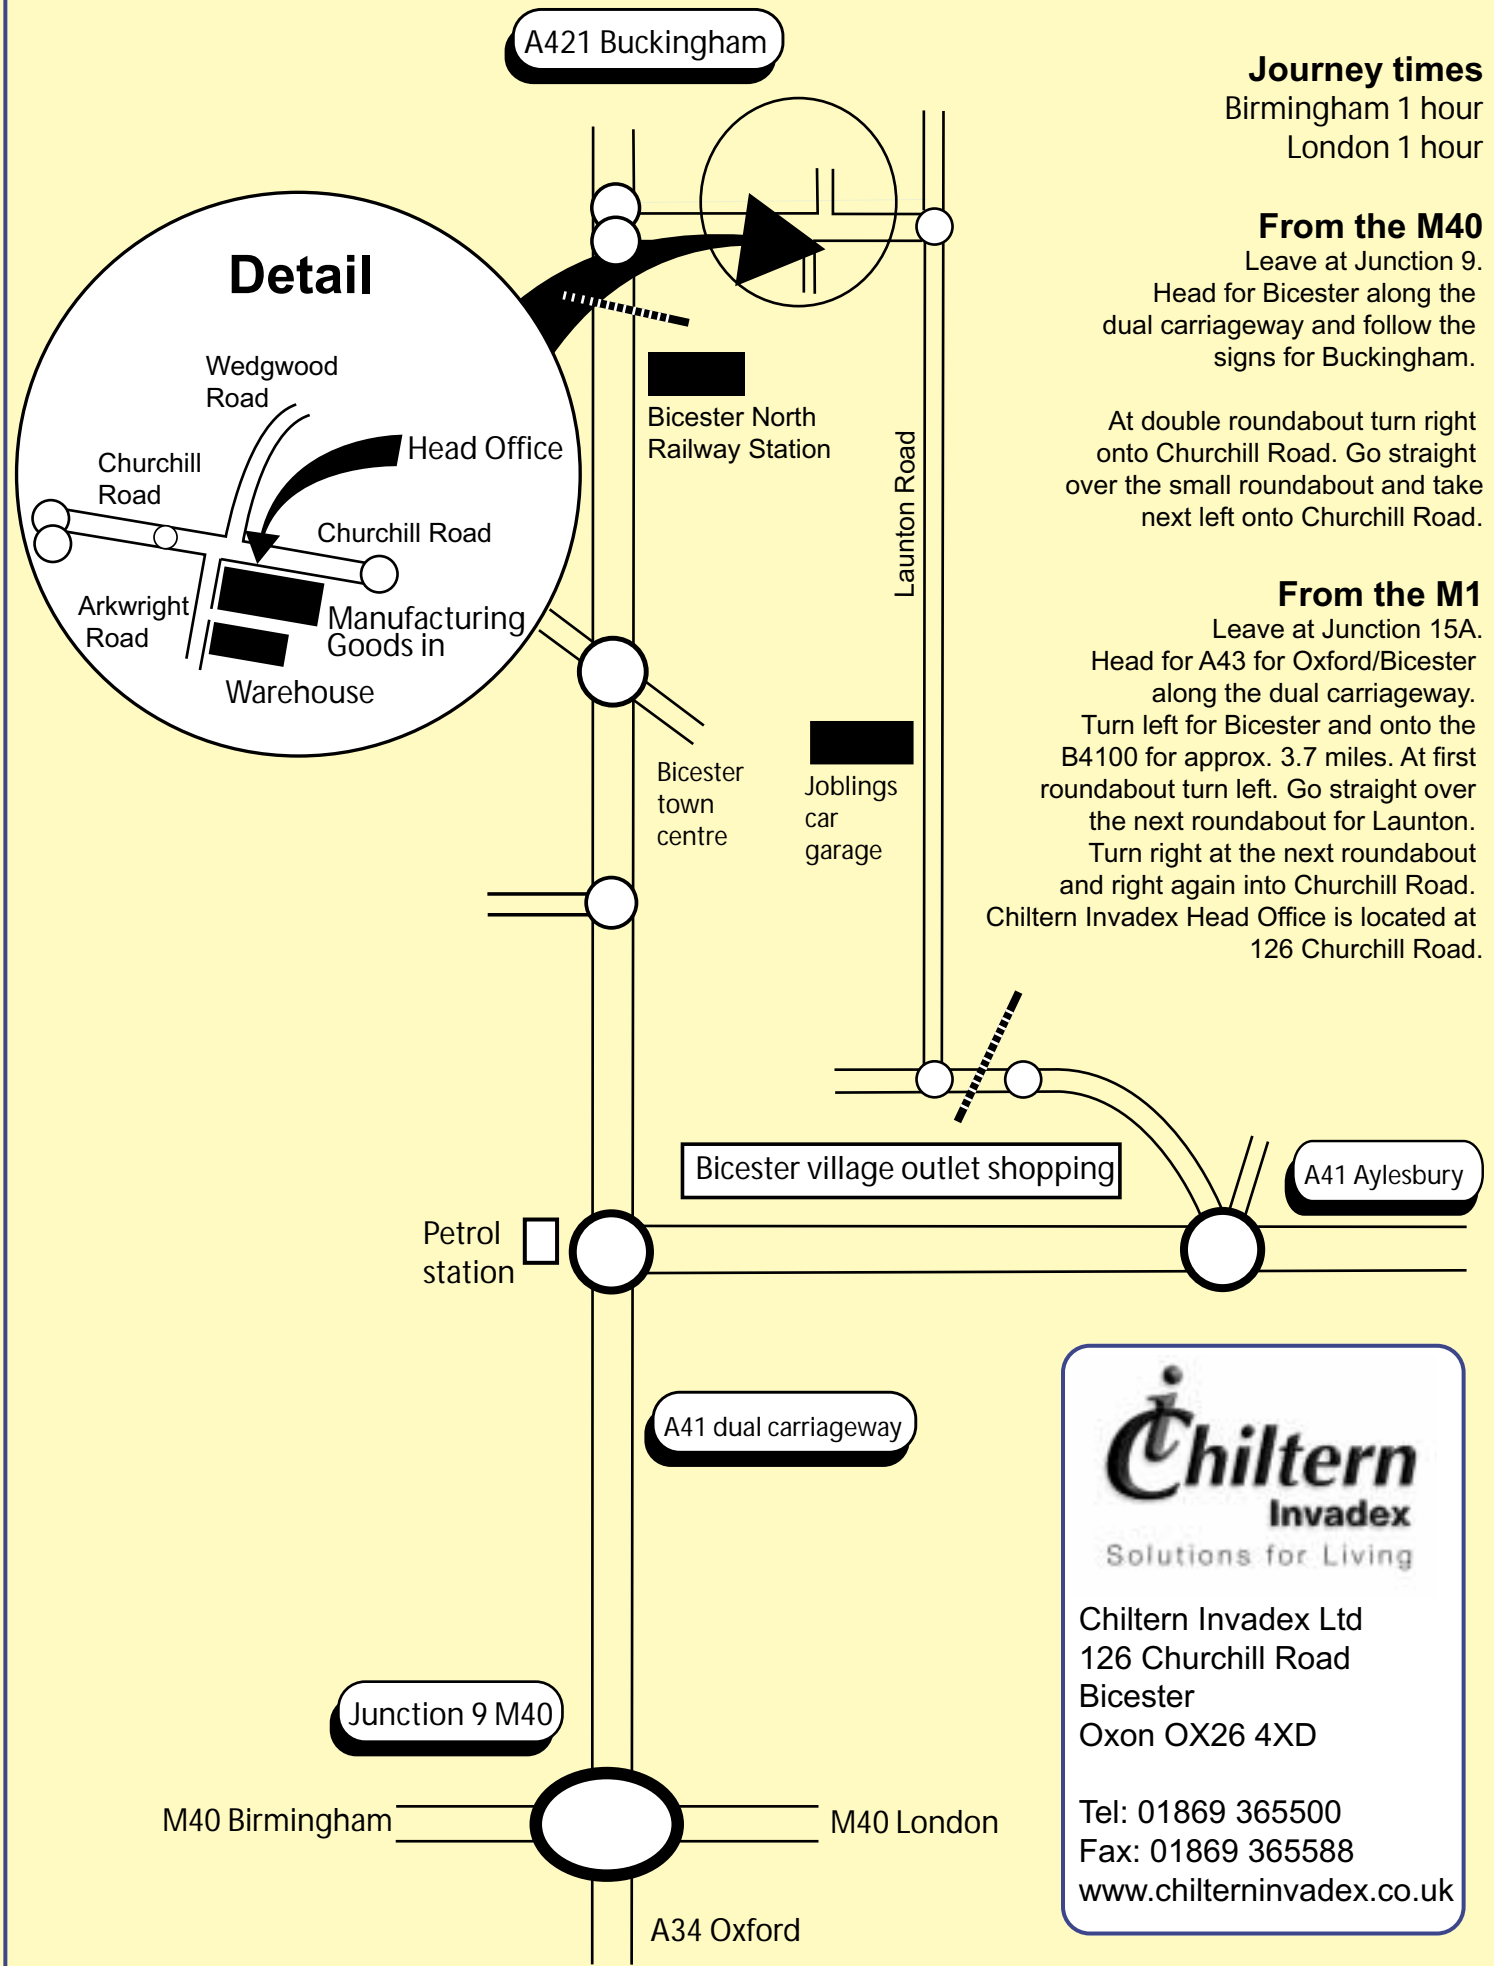 A421 Buckingham
Journey times
Birmingham 1 hour
London 1 hour
From the M40
Leave at Junction 9.
Head for Bicester along the
dual carriageway and follow the
signs for Buckingham.
At double roundabout turn right
onto Churchill Road. Go straight
over the small roundabout and take
next left onto Churchill Road.
From the M1
Leave at Junction 15A.
Head for A43 for Oxford/Bicester
along the dual carriageway.
Turn left for Bicester and onto the
B4100 for approx. 3.7 miles. At first
roundabout turn left. Go straight over
the next roundabout for Launton.
Turn right at the next roundabout
and right again into Churchill Road.
Chiltern Invadex Head Office is located at
126 Churchill Road.
Detail
Wedgwood
Road
Head Office
Churchill
Road
Churchill Road
Arkwright
Road
Manufacturing
Goods in
Warehouse
Bicester North
Railway Station
Launton Road
Bicester
town
centre
Joblings
car
garage
Bicester village outlet shopping
A41 Aylesbury
Petrol
station
A41 dual carriageway
Junction 9 M40
M40 Birmingham
M40 London
A34 Oxford
Chiltern
Invadex
Solutions for Living
Chiltern Invadex Ltd
126 Churchill Road
Bicester
Oxon OX26 4XD
Tel: 01869 365500
Fax: 01869 365588
www.chilterninvadex.co.uk